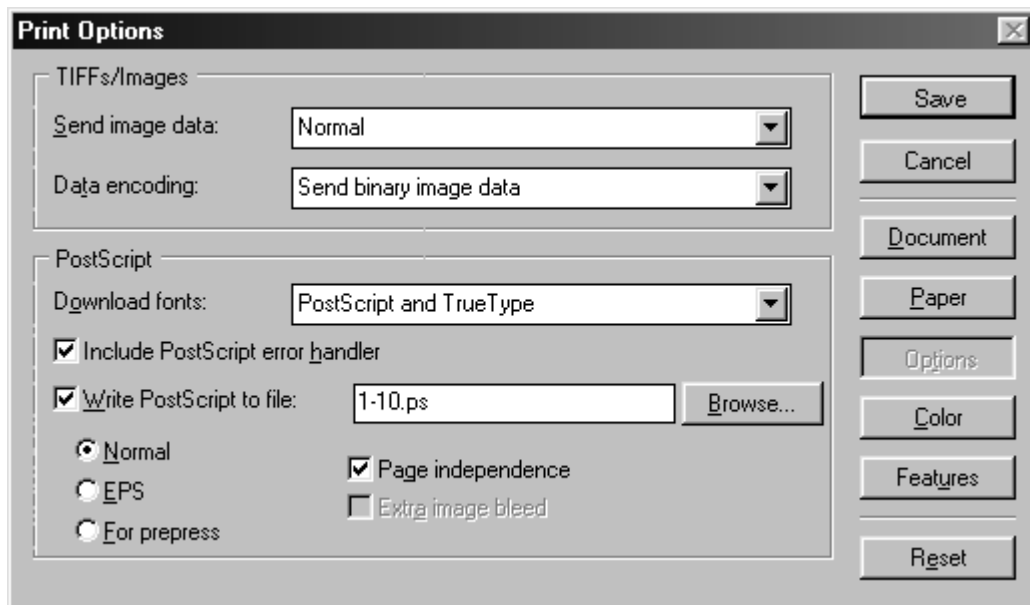 Print Options
TIFFs/Images
Send image data:
Normal
Data encoding:
Send binary image data
PostScript
Download fonts:
PostScript and TrueType
Include PostScript error handler
Write PostScript to file:
1-10.ps
Browse...
Normal
EPS
For prepress
Page independence
Extra image bleed
Save
Cancel
Document
Paper
Options
Color
Features
Reset